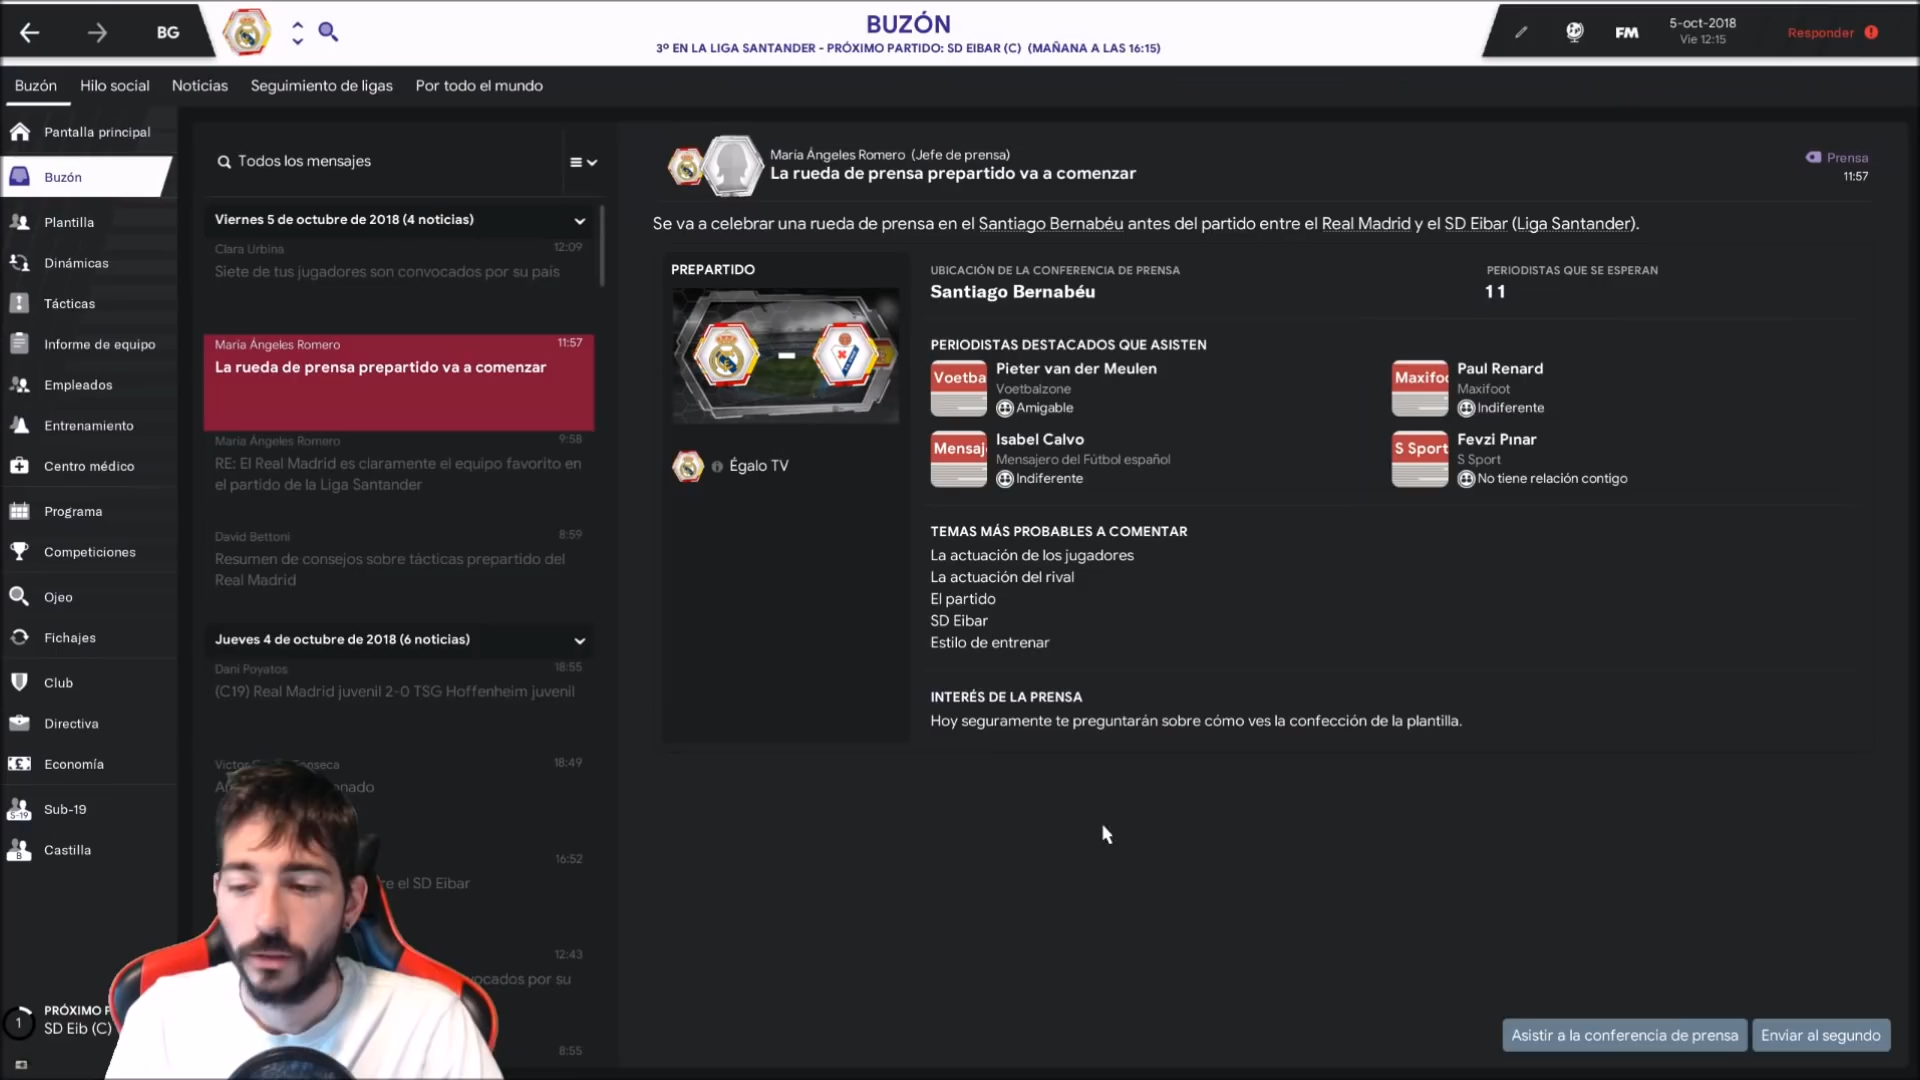 BG
BUZÓN
3º EN LA LIGA SANTANDER - PRÓXIMO PARTIDO: SD EIBAR (C) (MAÑANA A LAS 16:15)
FM
5-oct-2018
Vie 12:15
Responder
Buzón
Hilo social
Noticias
Seguimiento de ligas
Por todo el mundo
Pantalla principal
Buzón
Plantilla
Dinámicas
Tácticas
Informe de equipo
Empleados
Entrenamiento
Centro médico
Programa
Competiciones
Ojeo
Fichajes
Club
Directiva
Economía
S-19
Sub-19
B
Castilla
1
PRÓXIMO P
SD Eib (C)
Todos los mensajes
Viernes 5 de octubre de 2018 (4 noticias)
Clara Urbina 12:09
Siete de tus jugadores son convocados por su país
María Ángeles Romero 11:57
La rueda de prensa prepartido va a comenzar
María Ángeles Romero 9:58
RE: El Real Madrid es claramente el equipo favorito en
el partido de la Liga Santander
David Bettoni 8:59
Resumen de consejos sobre tácticas prepartido del
Real Madrid
Jueves 4 de octubre de 2018 (6 noticias)
Dani Poyatos 18:55
(C19) Real Madrid juvenil 2-0 TSG Hoffenheim juvenil
Victor 18:49
16:52
re el SD Eibar
12:43
vocados por su
8:55
María Ángeles Romero (Jefe de prensa)
La rueda de prensa prepartido va a comenzar
Prensa
11:57
Se va a celebrar una rueda de prensa en el Santiago Bernabéu antes del partido entre el Real Madrid y el SD Eibar (Liga Santander).
PREPARTIDO
Égalo TV
UBICACIÓN DE LA CONFERENCIA DE PRENSA
Santiago Bernabéu
PERIODISTAS QUE SE ESPERAN
11
PERIODISTAS DESTACADOS QUE ASISTEN
Voetba
Pieter van der Meulen
Voetbalzone
Amigable
Maxifoo
Paul Renard
Maxifoot
Indiferente
Mensaj
Isabel Calvo
Mensajero del Fútbol español
Indiferente
S Sport
Fevzi Pınar
S Sport
No tiene relación contigo
TEMAS MÁS PROBABLES A COMENTAR
La actuación de los jugadores
La actuación del rival
El partido
SD Eibar
Estilo de entrenar
INTERÉS DE LA PRENSA
Hoy seguramente te preguntarán sobre cómo ves la confección de la plantilla.
Asistir a la conferencia de prensa
Enviar al segundo